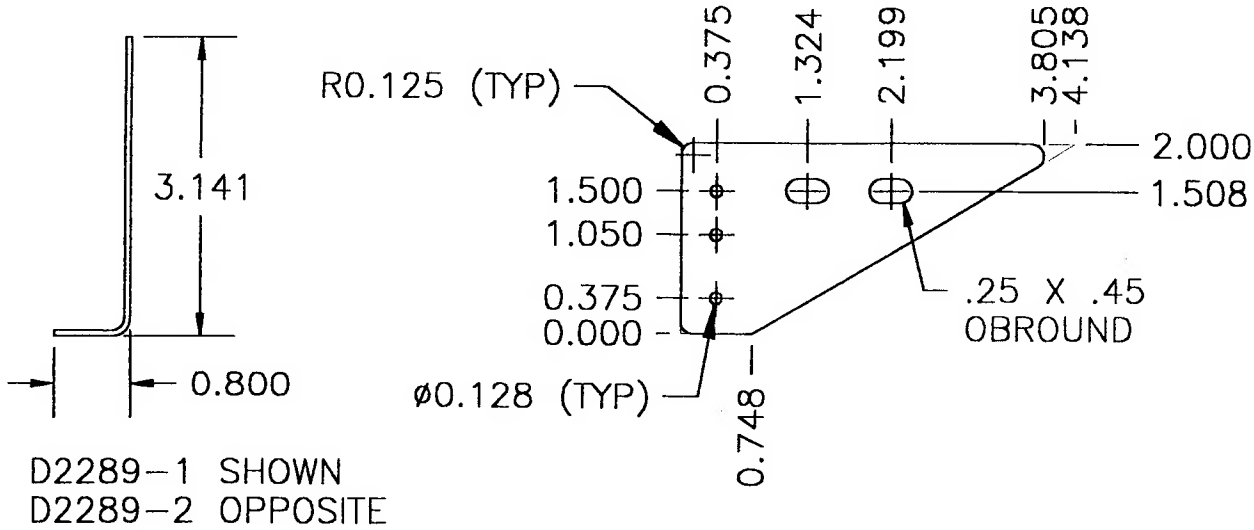 3.141
0.800
D2289-1 SHOWN
D2289-2 OPPOSITE
R0.125 (TYP)
0.375
1.324
2.199
3.805
4.138
2.000
1.508
1.500
1.050
0.375
0.000
.25 X .45
OBROUND
ø0.128 (TYP)
0.748